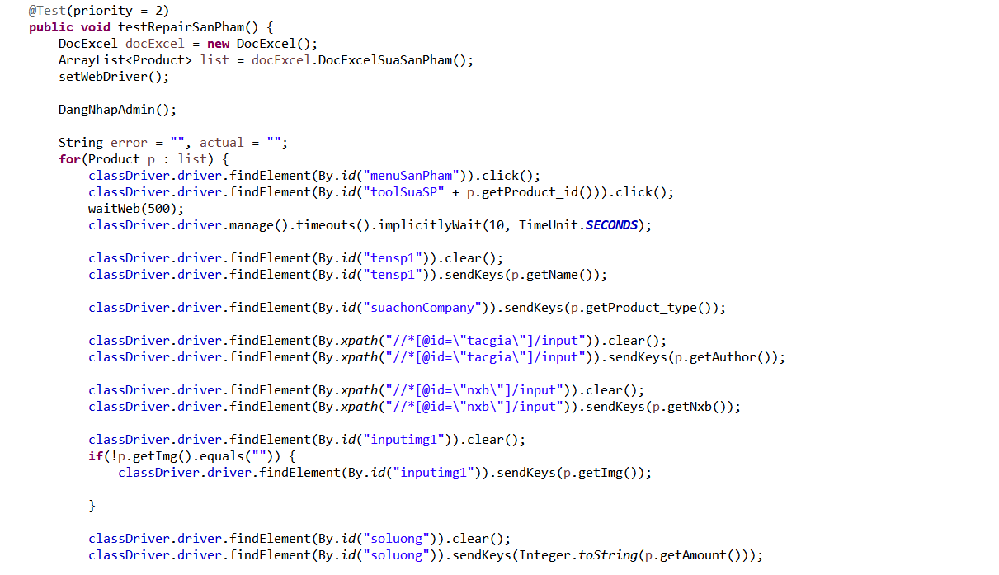 @Test(priority = 2)
public void testRepairSanPham() {
DocExcel docExcel = new DocExcel();
ArrayList<Product> list = docExcel.DocExcelSuaSanPham();
setWebDriver();
DangNhapAdmin();
String error = "", actual = "";
for(Product p : list) {
classDriver.driver.findElement(By.id("menuSanPham")).click();
classDriver.driver.findElement(By.id("toolSuaSP" + p.getProduct_id())).click();
waitWeb(500);
classDriver.driver.manage().timeouts().implicitlyWait(10, TimeUnit.SECONDS);
classDriver.driver.findElement(By.id("tensp1")).clear();
classDriver.driver.findElement(By.id("tensp1")).sendKeys(p.getName());
classDriver.driver.findElement(By.id("suachonCompany")).sendKeys(p.getProduct_type());
classDriver.driver.findElement(By.xpath("//*[@id=\"tacgia\"]/input")).clear();
classDriver.driver.findElement(By.xpath("//*[@id=\"tacgia\"]/input")).sendKeys(p.getAuthor());
classDriver.driver.findElement(By.xpath("//*[@id=\"nxb\"]/input")).clear();
classDriver.driver.findElement(By.xpath("//*[@id=\"nxb\"]/input")).sendKeys(p.getNxb());
classDriver.driver.findElement(By.id("inputimg1")).clear();
if(!p.getImg().equals("")) {
classDriver.driver.findElement(By.id("inputimg1")).sendKeys(p.getImg());
}
classDriver.driver.findElement(By.id("soluong")).clear();
classDriver.driver.findElement(By.id("soluong")).sendKeys(Integer.toString(p.getAmount()));